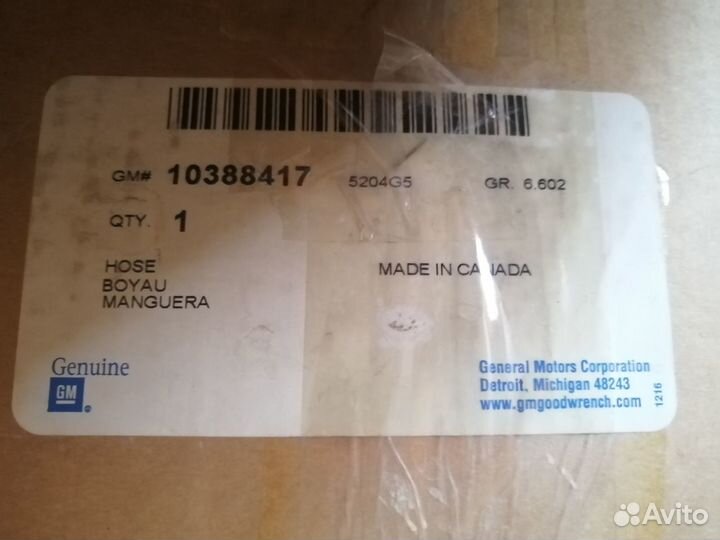 GM# 10388417 5204G5 GR. 6.602
QTY. 1
HOSE MADE IN CANADA
BOYAU
MANGUERA
Genuine
GM
General Motors Corporation
Detroit, Michigan 48243
www.gmgoodwrench.com
1216
Avito